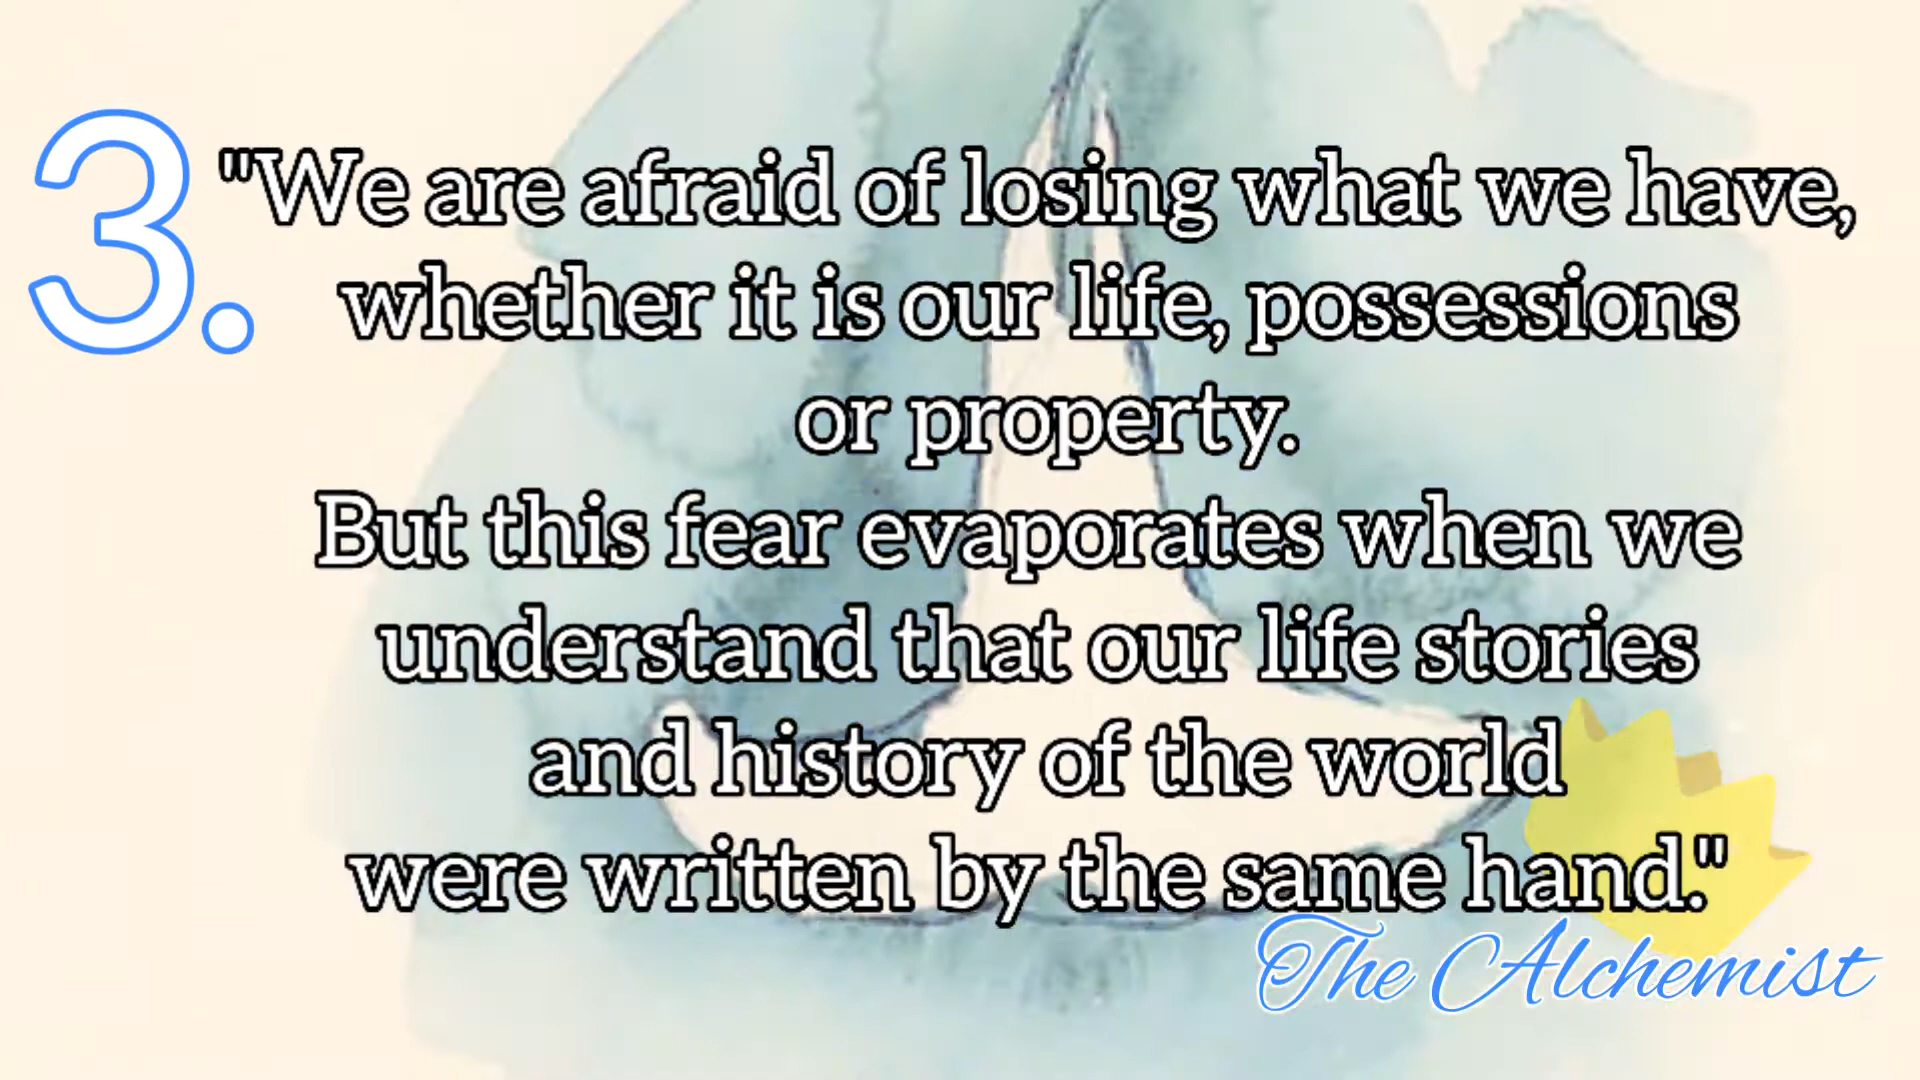 3. "We are afraid of losing what we have,
whether it is our life, possessions
or property.
But this fear evaporates when we
understand that our life stories
and history of the world
were written by the same hand."
The Alchemist